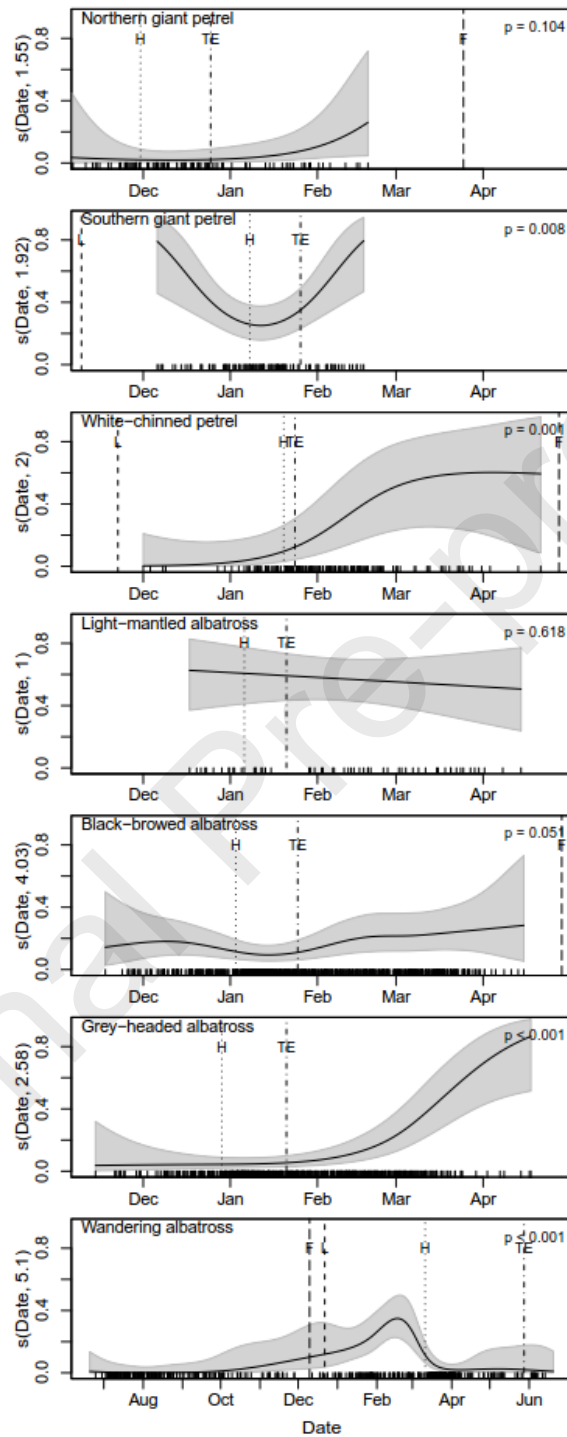 Northern giant petrel
p = 0.104
H TE F
s(Date, 1.55)
0.0 0.4 0.8
Dec Jan Feb Mar Apr
Southern giant petrel
p = 0.008
L H TE
s(Date, 1.92)
0.0 0.4 0.8
Dec Jan Feb Mar Apr
White-chinned petrel
p = 0.001
L H TE F
s(Date, 2)
0.0 0.4 0.8
Dec Jan Feb Mar Apr
Light-mantled albatross
p = 0.618
H TE
s(Date, 1)
0.0 0.4 0.8
Dec Jan Feb Mar Apr
Black-browed albatross
p = 0.051
H TE F
s(Date, 4.03)
0.0 0.4 0.8
Dec Jan Feb Mar Apr
Grey-headed albatross
p < 0.001
H TE
s(Date, 2.58)
0.0 0.4 0.8
Dec Jan Feb Mar Apr
Wandering albatross
p < 0.001
F L H TE
s(Date, 5.1)
0.0 0.4 0.8
Aug Oct Dec Feb Apr Jun
Date
nal Pre-pr